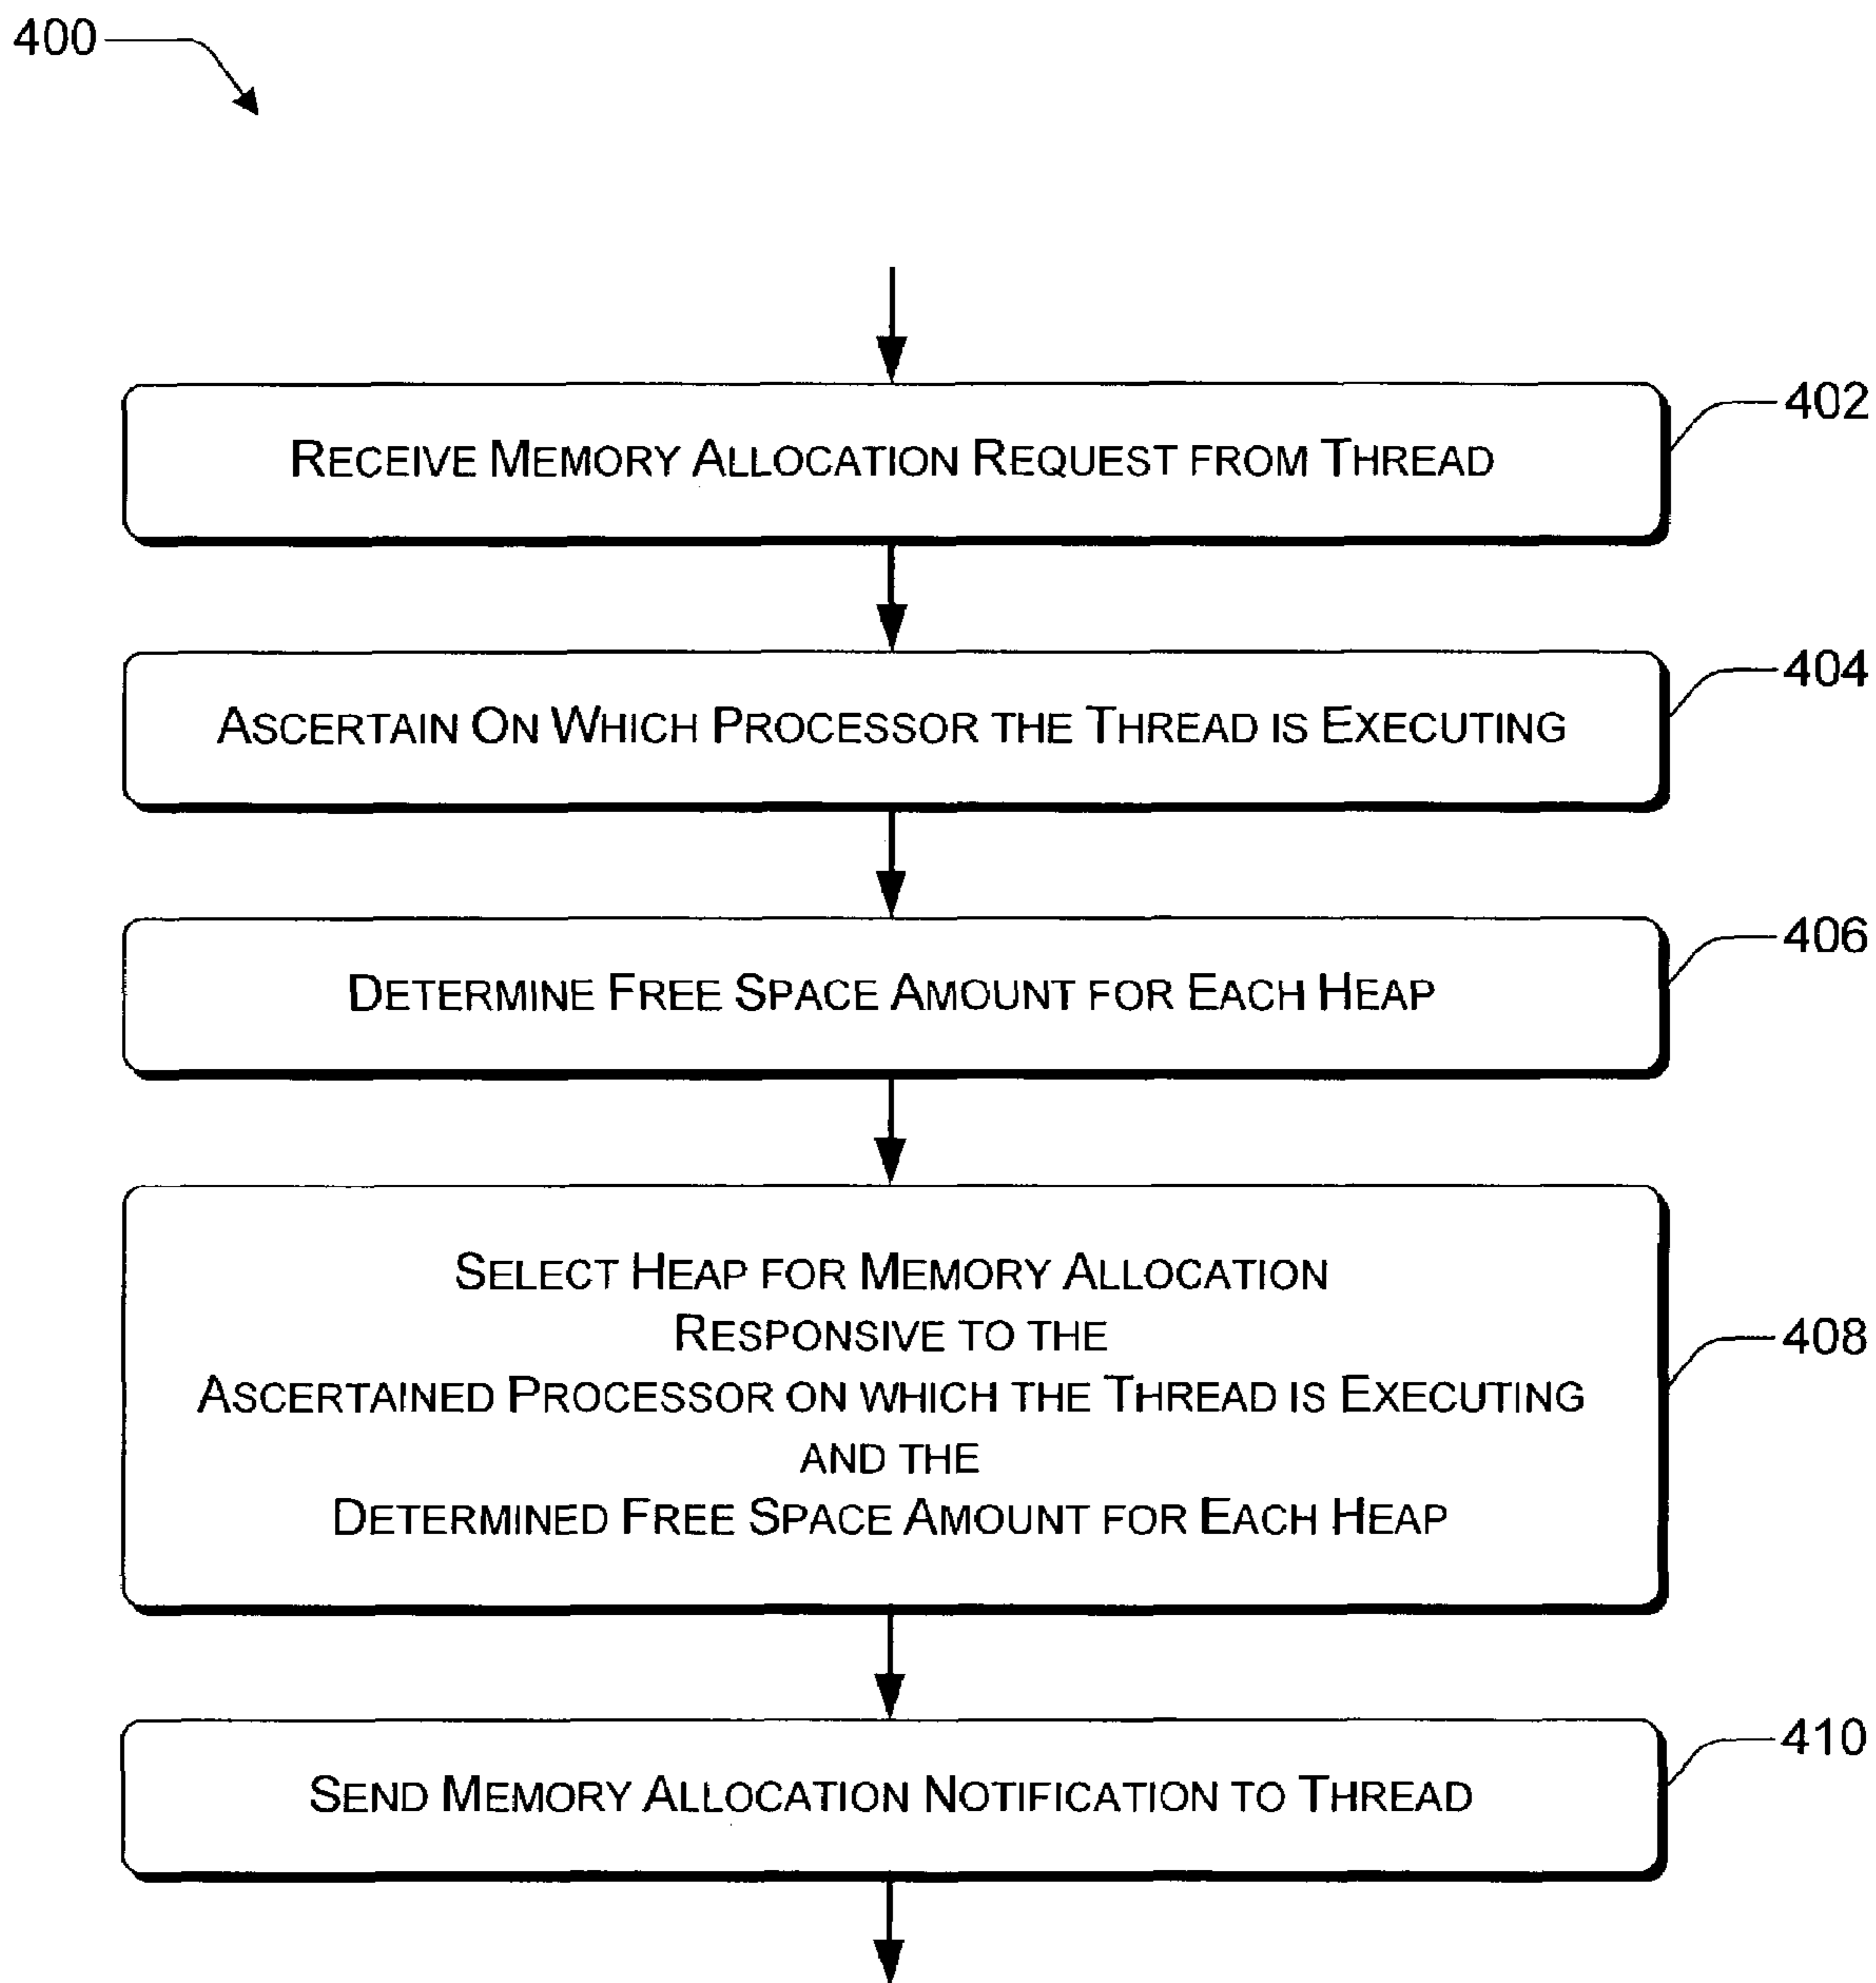 400
RECEIVE MEMORY ALLOCATION REQUEST FROM THREAD
402
ASCERTAIN ON WHICH PROCESSOR THE THREAD IS EXECUTING
404
DETERMINE FREE SPACE AMOUNT FOR EACH HEAP
406
SELECT HEAP FOR MEMORY ALLOCATION
RESPONSIVE TO THE
ASCERTAINED PROCESSOR ON WHICH THE THREAD IS EXECUTING
AND THE
DETERMINED FREE SPACE AMOUNT FOR EACH HEAP
408
SEND MEMORY ALLOCATION NOTIFICATION TO THREAD
410